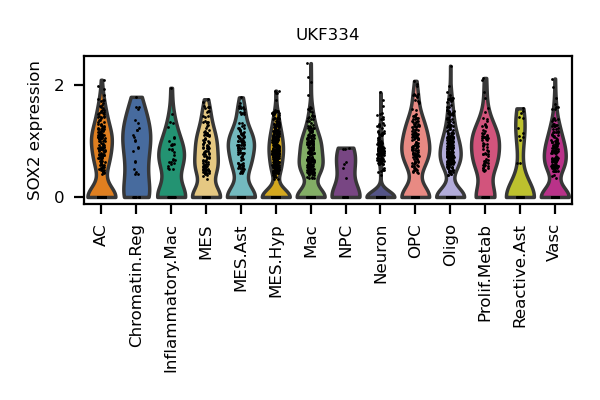 UKF334
SOX2 expression
2
0
AC
Chromatin.Reg
Inflammatory.Mac
MES
MES.Ast
MES.Hyp
Mac
NPC
Neuron
OPC
Oligo
Prolif.Metab
Reactive.Ast
Vasc